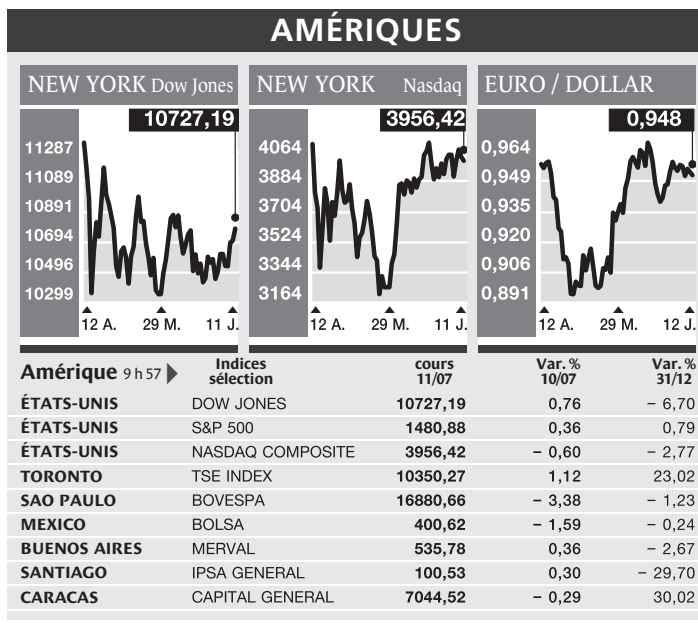 AMÉRIQUES
NEW YORK Dow Jones
10727,19
11287
11089
10891
10694
10496
10299
12 A. 29 M. 11 J.
NEW YORK Nasdaq
3956,42
4064
3884
3704
3524
3344
3164
12 A. 29 M. 11 J.
EURO / DOLLAR
0,948
0,964
0,949
0,935
0,920
0,906
0,891
12 A. 29 M. 12 J.
Amérique 9 h 57 Indices sélection cours 11/07 Var. % 10/07 Var. % 31/12
ÉTATS-UNIS DOW JONES 10727,19 0,76 – 6,70
ÉTATS-UNIS S&P 500 1480,88 0,36 0,79
ÉTATS-UNIS NASDAQ COMPOSITE 3956,42 – 0,60 – 2,77
TORONTO TSE INDEX 10350,27 1,12 23,02
SAO PAULO BOVESPA 16880,66 – 3,38 – 1,23
MEXICO BOLSA 400,62 – 1,59 – 0,24
BUENOS AIRES MERVAL 535,78 0,36 – 2,67
SANTIAGO IPSA GENERAL 100,53 0,30 – 29,70
CARACAS CAPITAL GENERAL 7044,52 – 0,29 30,02